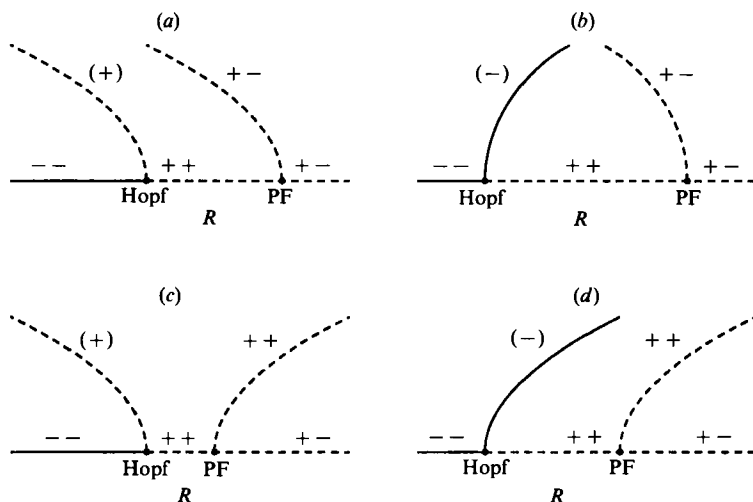 (a) (b)
(+) + - (-) + -
- - + + + - - - + + + -
Hopf PF Hopf PF
R R
(c) (d)
(+) + + (-) + +
- - + + + - - - + + + -
Hopf PF Hopf PF
R R